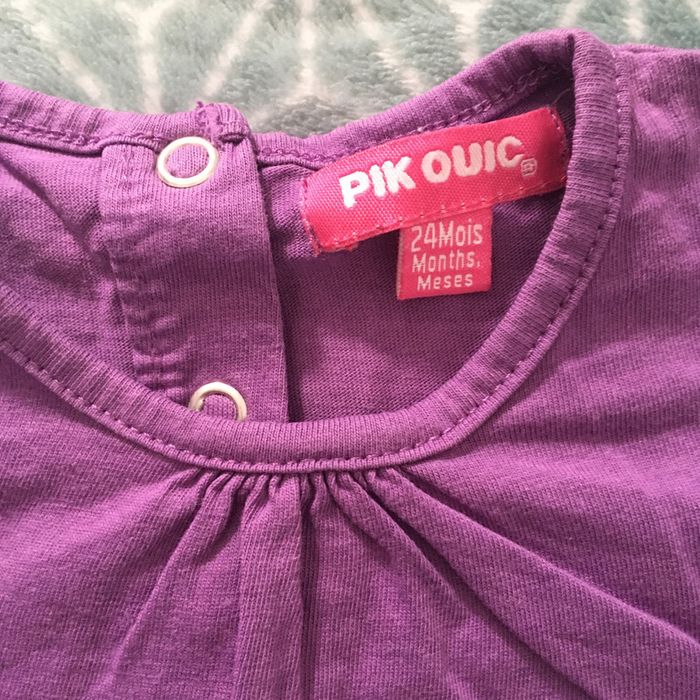 PIK OUIC
24Mois
Months.
Meses